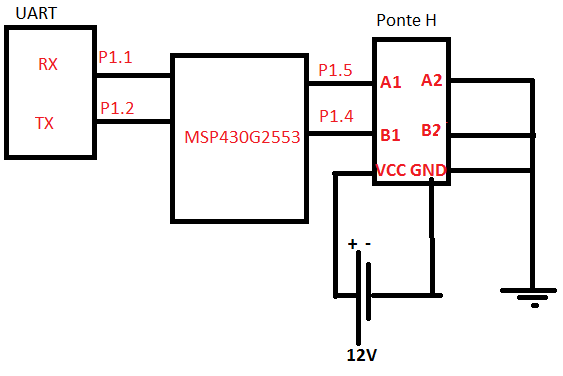 UART
Ponte H
RX
P1.1
P1.5
A1
A2
TX
P1.2
MSP430G2553
P1.4
B1
B2
VCC
GND
+
-
12V